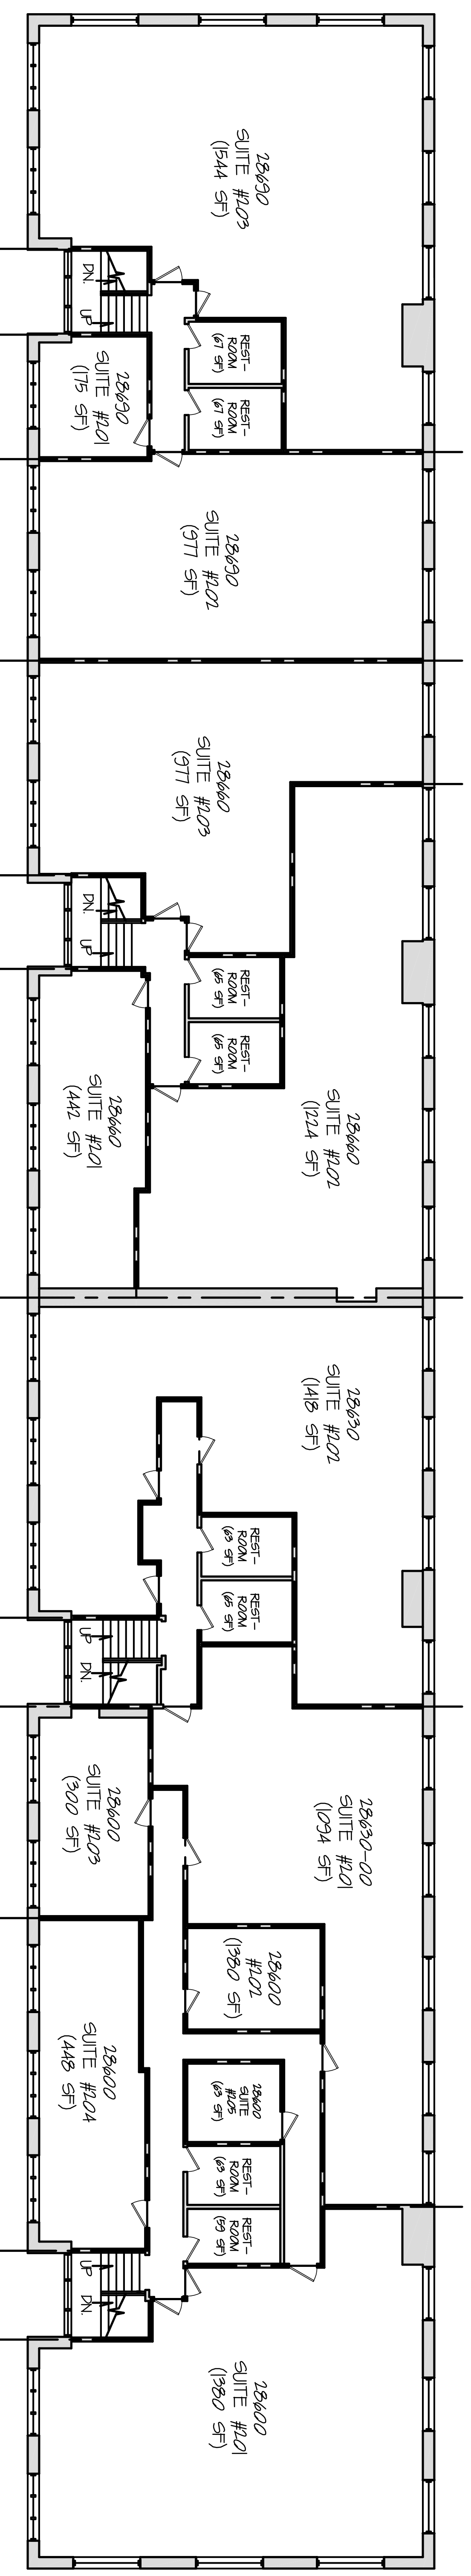 28690
SUITE #203
(1544 SF)
DN.
UP
REST-
ROOM
(67 SF)
REST-
ROOM
(67 SF)
28690
SUITE #201
(175 SF)
28690
SUITE #202
(977 SF)
28660
SUITE #203
(977 SF)
DN.
UP
REST-
ROOM
(65 SF)
REST-
ROOM
(65 SF)
28660
SUITE #201
(442 SF)
28660
SUITE #202
(1224 SF)
28630
SUITE #202
(1418 SF)
REST-
ROOM
(63 SF)
REST-
ROOM
(65 SF)
UP
DN.
28600
SUITE #203
(300 SF)
28630-00
SUITE #201
(1094 SF)
28600
#202
(1380 SF)
28600
SUITE #204
(448 SF)
28600
SUITE
#205
(63 SF)
REST-
ROOM
(63 SF)
REST-
ROOM
(59 SF)
UP
DN.
28600
SUITE #201
(1380 SF)